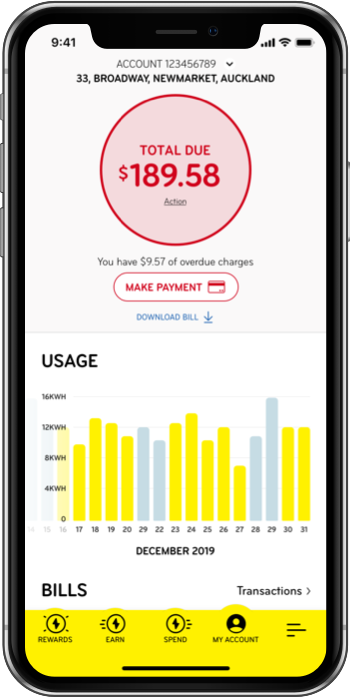 9:41
ACCOUNT 123456789
33, BROADWAY, NEWMARKET, AUCKLAND
TOTAL DUE
$189.58
Action
You have $9.57 of overdue charges
MAKE PAYMENT
DOWNLOAD BILL
USAGE
16KWH
12KWH
8KWH
4KWH
0
14 15 16 17 18 19 20 29 22 23 24 25 26 27 28 29 30 31
DECEMBER 2019
BILLS
Transactions >
REWARDS EARN SPEND MY ACCOUNT